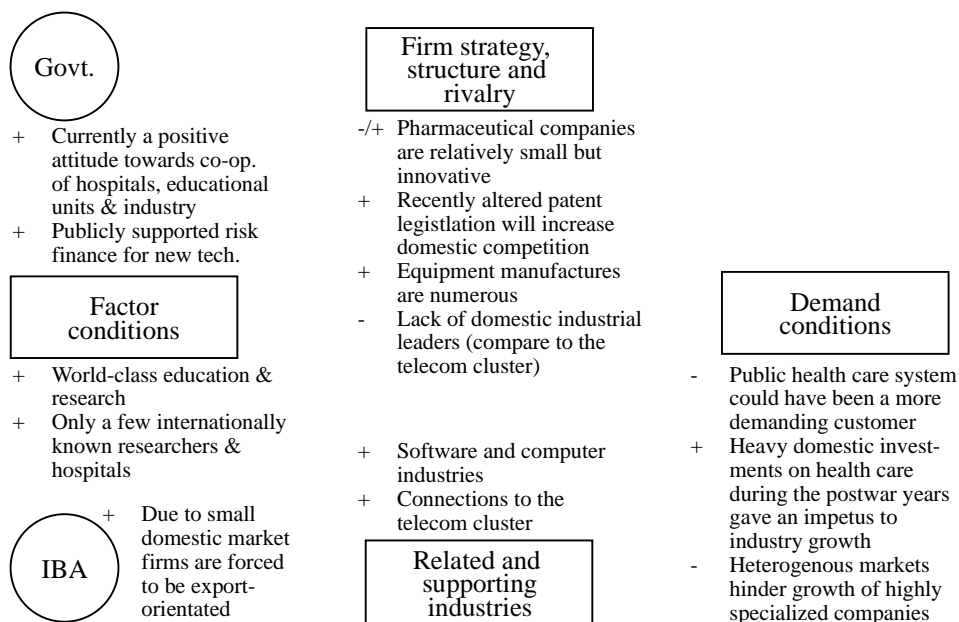 Govt.
+ Currently a positive
attitude towards co-op.
of hospitals, educational
units & industry
+ Publicly supported risk
finance for new tech.
Factor
conditions
+ World-class education &
research
+ Only a few internationally
known researchers &
hospitals
IBA
+ Due to small
domestic market
firms are forced
to be export-
orientated
Firm strategy,
structure and
rivalry
-/+ Pharmaceutical companies
are relatively small but
innovative
+ Recently altered patent
legistlation will increase
domestic competition
+ Equipment manufactures
are numerous
- Lack of domestic industrial
leaders (compare to the
telecom cluster)
+ Software and computer
industries
+ Connections to the
telecom cluster
Related and
supporting
industries
Demand
conditions
- Public health care system
could have been a more
demanding customer
+ Heavy domestic invest-
ments on health care
during the postwar years
gave an impetus to
industry growth
- Heterogenous markets
hinder growth of highly
specialized companies